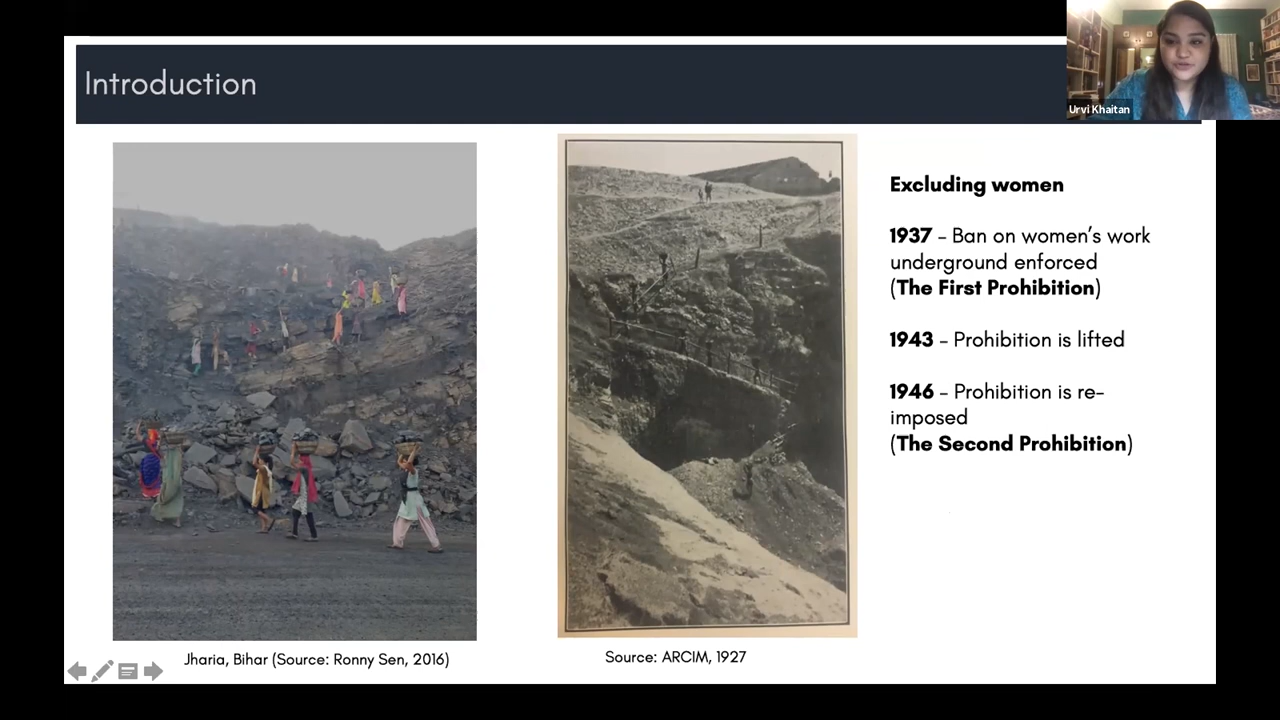 Introduction
Urvi Khaitan
Excluding women
1937 – Ban on women's work
underground enforced
(The First Prohibition)
1943 – Prohibition is lifted
1946 – Prohibition is re-
imposed
(The Second Prohibition)
Jharia, Bihar (Source: Ronny Sen, 2016)
Source: ARCIM, 1927